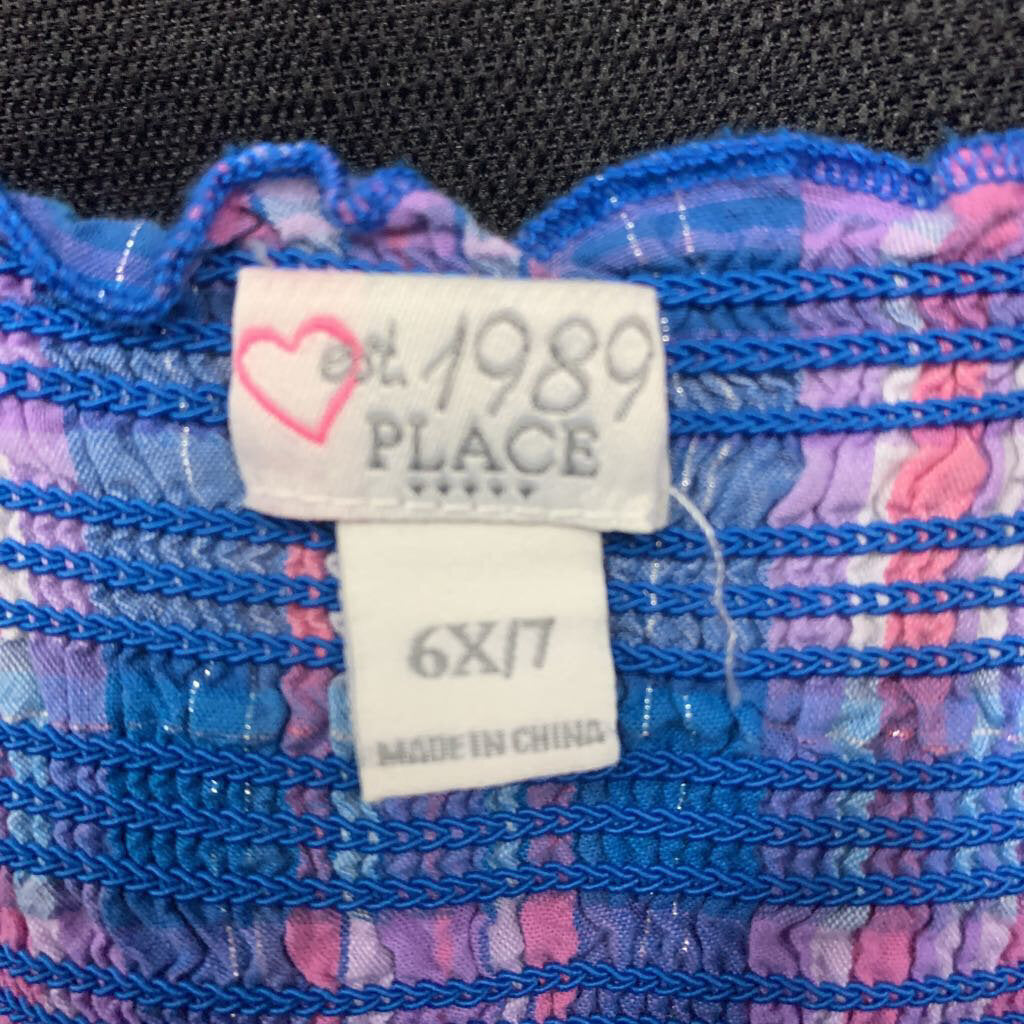 est. 1989
PLACE
6X/7
MADE IN CHINA